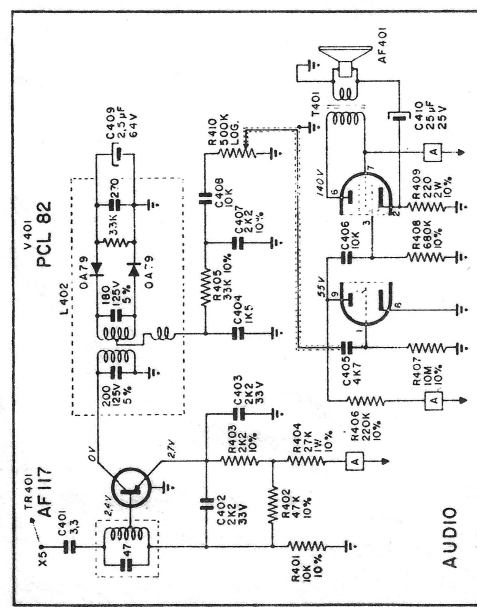 TR401
AF117
V401
PCL 82
X5
C401
3,3
47
2,4V
0V
2,7V
200
125V
5%
L402
180
125V
5%
OA79
OA79
33K
270
C409
2,5µF
64V
C402
2K2
33V
C403
2K2
33V
R403
2K2
10%
R404
27K
1W
10%
R402
47K
10%
R401
10K
10%
A
C404
1K5
R405
33K
10%
C407
2K2
10%
C408
10K
R410
500K
LOG.
C405
4K7
55V
1
9
8
C406
10K
3
140V
6
7
2
T401
AF401
C410
25µF
25V
A
R406
220K
10%
A
R407
10M
10%
R408
680K
10%
R409
220
2W
10%
AUDIO